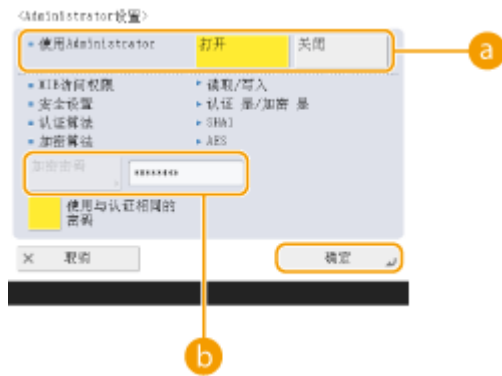 <Administrator设置>
使用Administrator 打开 关闭
MIB访问权限 读取/写入
安全设置 认证 是/加密 是
认证算法 SHA1
加密算法 AES
加密密码 ********
使用与认证相同的
密码
× 取消 确定
a
b